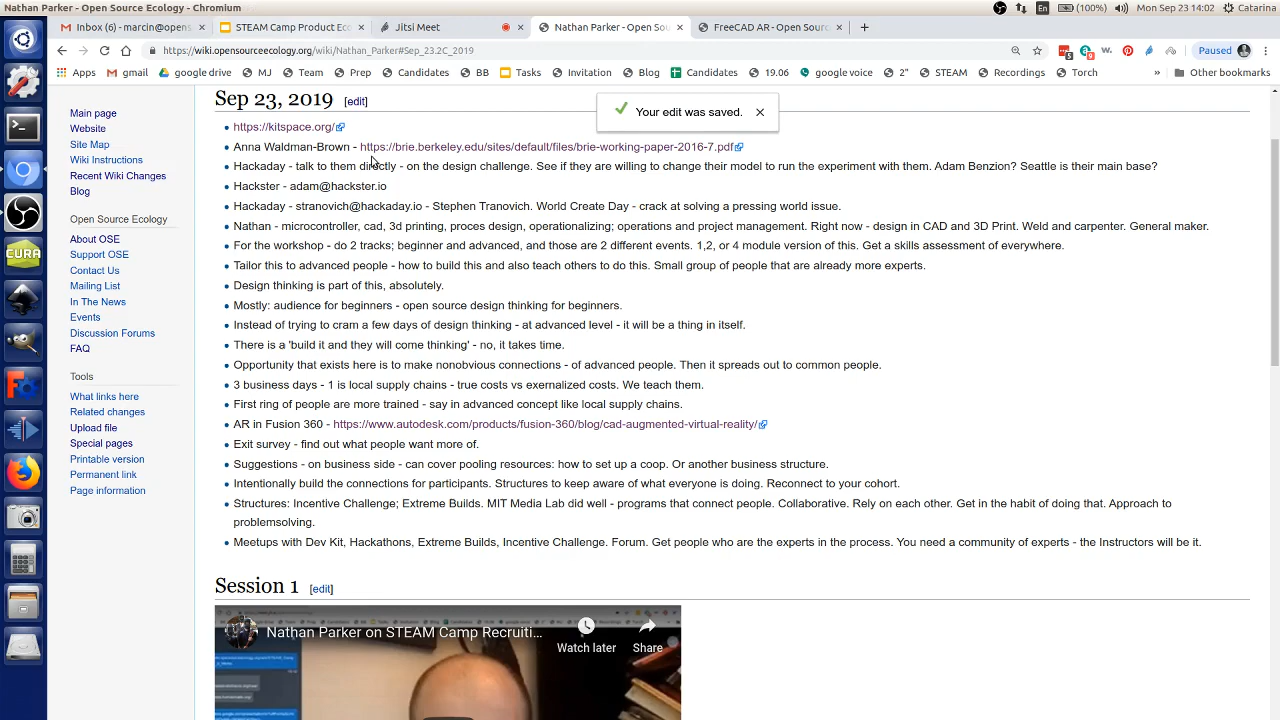 Nathan Parker - Open Source Ecology - Chromium
En
(100%)
Mon Sep 23 14:02
Catarina
Inbox (6) - marcin@opens
STEAM Camp Product Ec
Jitsi Meet
Nathan Parker - Open Sou
FreeCAD AR - Open Sourc
https://wiki.opensourceecology.org/wiki/Nathan_Parker#Sep_23.2C_2019
Paused
Apps
gmail
google drive
MJ
Team
Prep
Candidates
BB
Tasks
Invitation
Blog
Candidate
19.06
google voice
2"
STEAM
Recordings
Torch
»
Other bookmarks
Main page
Website
Site Map
Wiki Instructions
Recent Wiki Changes
Blog
Open Source Ecology
About OSE
Support OSE
Contact Us
Mailing List
In The News
Events
Discussion Forums
FAQ
Tools
What links here
Related changes
Upload file
Special pages
Printable version
Permanent link
Page information
CURA
Your edit was saved.
Sep 23, 2019 [edit]
https://kitspace.org/
Anna Waldman-Brown - https://brie.berkeley.edu/sites/default/files/brie-working-paper-2016-7.pdf
Hackaday - talk to them directly - on the design challenge. See if they are willing to change the model to run the experiment with them. Adam Benzion? Seattle is their main base?
Hackster - adam@hackster.io
Hackaday - stranovich@hackaday.io - Stephen Tranovich. World Create Day - crack at solving a pressing world issue.
Nathan - microcontroller, cad, 3d printing, teaches design, operationalizing; operations and project management. Right now - design in CAD and 3D Print. Weld and carpenter. General maker.
For the workshop - do 2 tracks; beginner and advanced, and those are 2 different events. 1,2, or 4 module version of this. Get a skills assessment of everywhere.
Tailor this to advanced people - how to use this and also teach others to do this. Small group of people that are already more experts.
Design thinking is part of this, absolutely.
Mostly: audience for beginners - open source design thinking for beginners.
Instead of trying to cram a few days of design thinking - at advanced level - it will be a thing in itself.
There is a 'build it and they will come thinking' - no, it takes time.
Opportunity that exists here is to make nonobvious connections - of advanced people. Then it spreads out to common people.
3 business days - 1 is local supply chains - true costs vs exernalized costs. We teach them.
First ring of people are more trained - say in advanced concept like local supply chains.
AR in Fusion 360 - https://www.autodesk.com/products/fusion-360/blog/cad-augmented-virtual-reality/
Exit survey - find out what people want more of.
Suggestions - on business side - can cover pooling resources: how to set up a coop. Or another business structure.
Intentionally build the connections for participants. Structures to keep aware of what everyone is doing. Reconnect to your cohort.
Structures: Incentive Challenge; Extreme Builds. MIT Media Lab did well - programs that connect people. Collaborative. Rely on each other. Get in the habit of doing that. Approach to
problemsolving.
Meetups with Dev Kit, Hackathons, Extreme Builds, Incentive Challenge. Forum. Get people who are the experts in the process. You need a community of experts - the Instructors will be it.
Session 1 [edit]
Nathan Parker on STEAM Camp Recruiti...
Watch later
Share